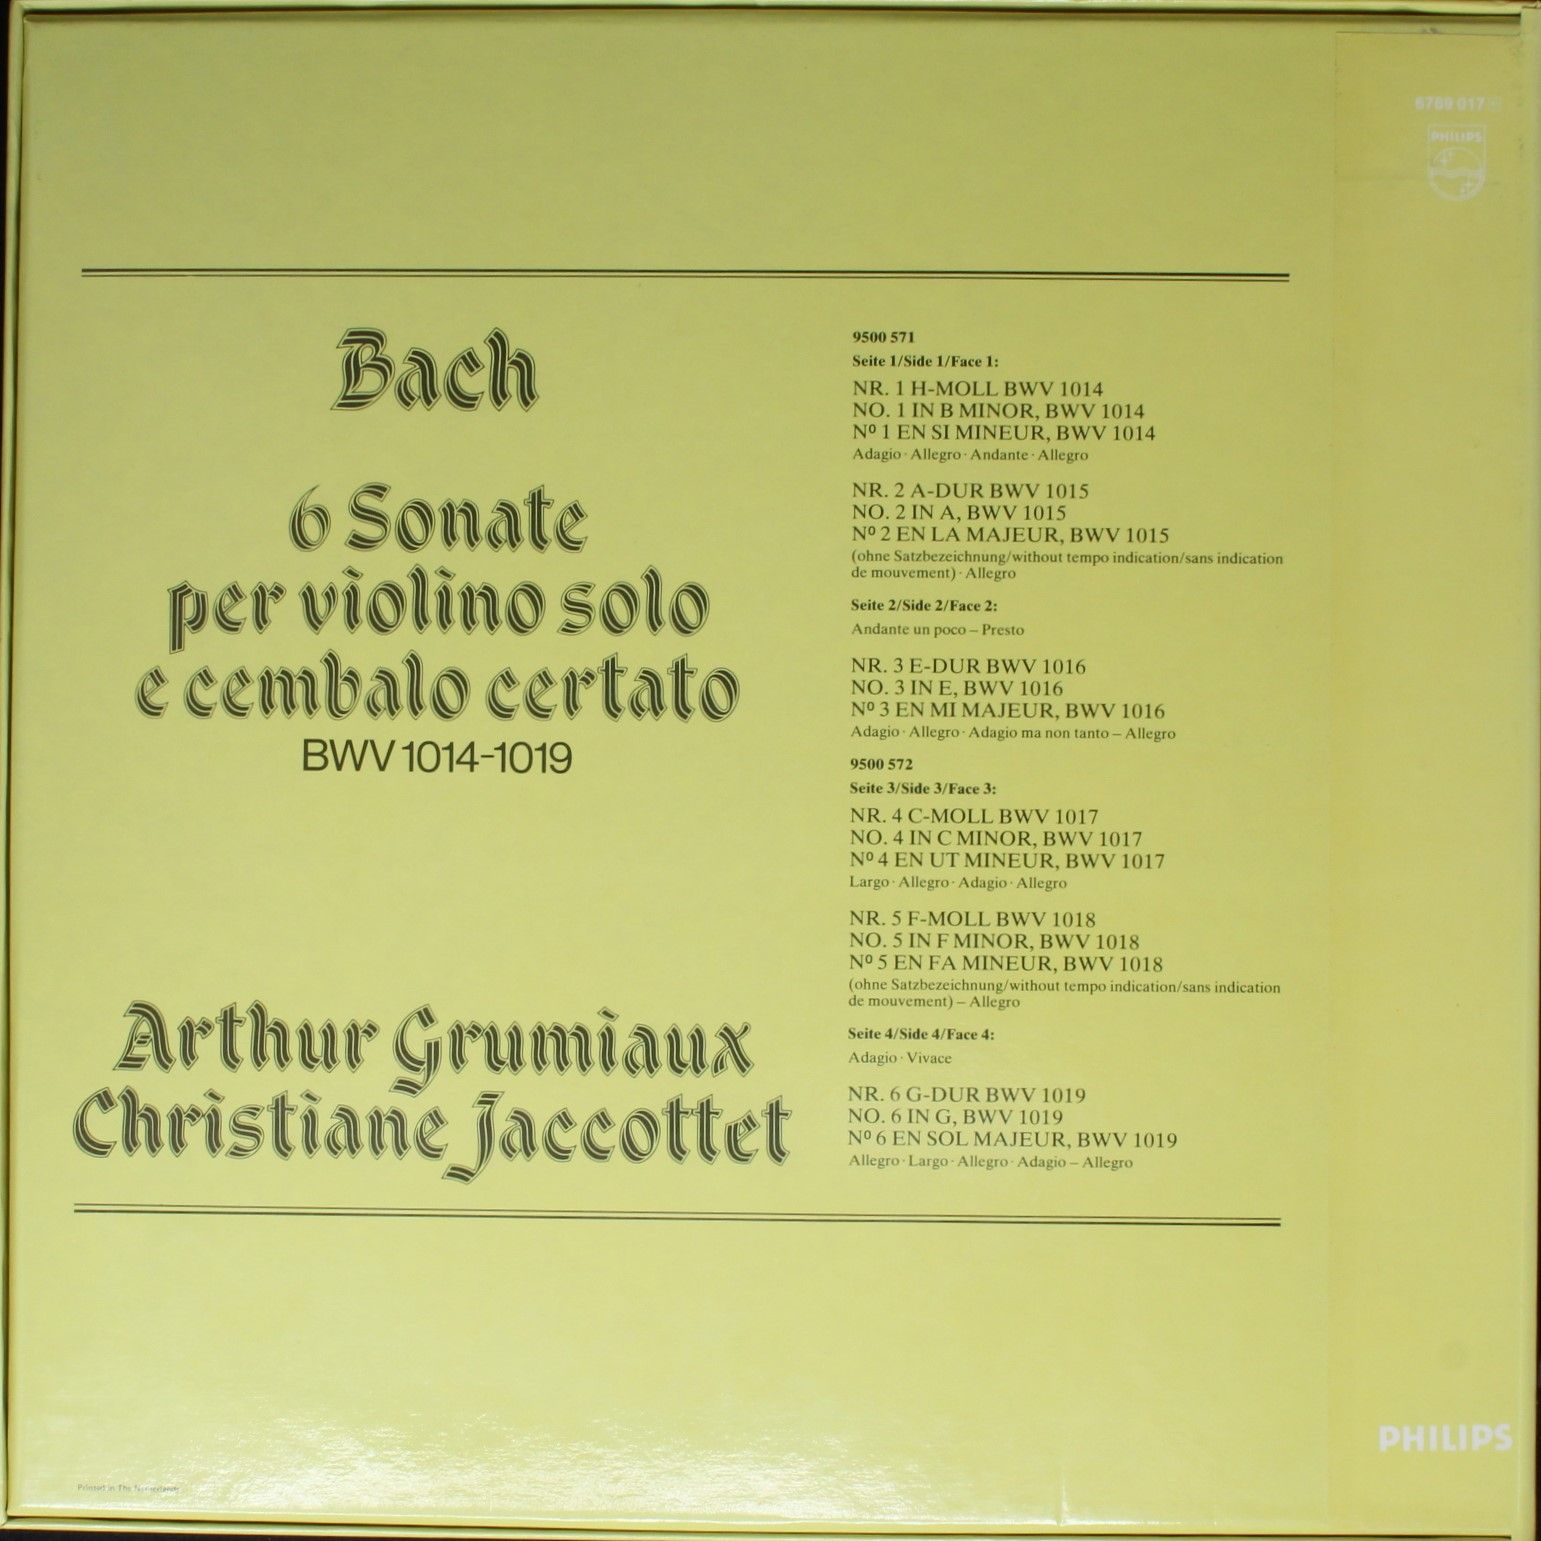 6769 017
PHILIPS
Bach
6 Sonate
per violino solo
e cembalo certato
BWV 1014-1019
Arthur Grumiaux
Christiane Jaccottet
9500 571
Seite 1/Side 1/Face 1:
NR. 1 H-MOLL BWV 1014
NO. 1 IN B MINOR, BWV 1014
Nº 1 EN SI MINEUR, BWV 1014
Adagio · Allegro · Andante · Allegro
NR. 2 A-DUR BWV 1015
NO. 2 IN A, BWV 1015
Nº 2 EN LA MAJEUR, BWV 1015
(ohne Satzbezeichnung/without tempo indication/sans indication
de mouvement) · Allegro
Seite 2/Side 2/Face 2:
Andante un poco – Presto
NR. 3 E-DUR BWV 1016
NO. 3 IN E, BWV 1016
Nº 3 EN MI MAJEUR, BWV 1016
Adagio · Allegro · Adagio ma non tanto – Allegro
9500 572
Seite 3/Side 3/Face 3:
NR. 4 C-MOLL BWV 1017
NO. 4 IN C MINOR, BWV 1017
Nº 4 EN UT MINEUR, BWV 1017
Largo · Allegro · Adagio · Allegro
NR. 5 F-MOLL BWV 1018
NO. 5 IN F MINOR, BWV 1018
Nº 5 EN FA MINEUR, BWV 1018
(ohne Satzbezeichnung/without tempo indication/sans indication
de mouvement) – Allegro
Seite 4/Side 4/Face 4:
Adagio · Vivace
NR. 6 G-DUR BWV 1019
NO. 6 IN G, BWV 1019
Nº 6 EN SOL MAJEUR, BWV 1019
Allegro · Largo · Allegro · Adagio – Allegro
PHILIPS
Printed in The Netherlands